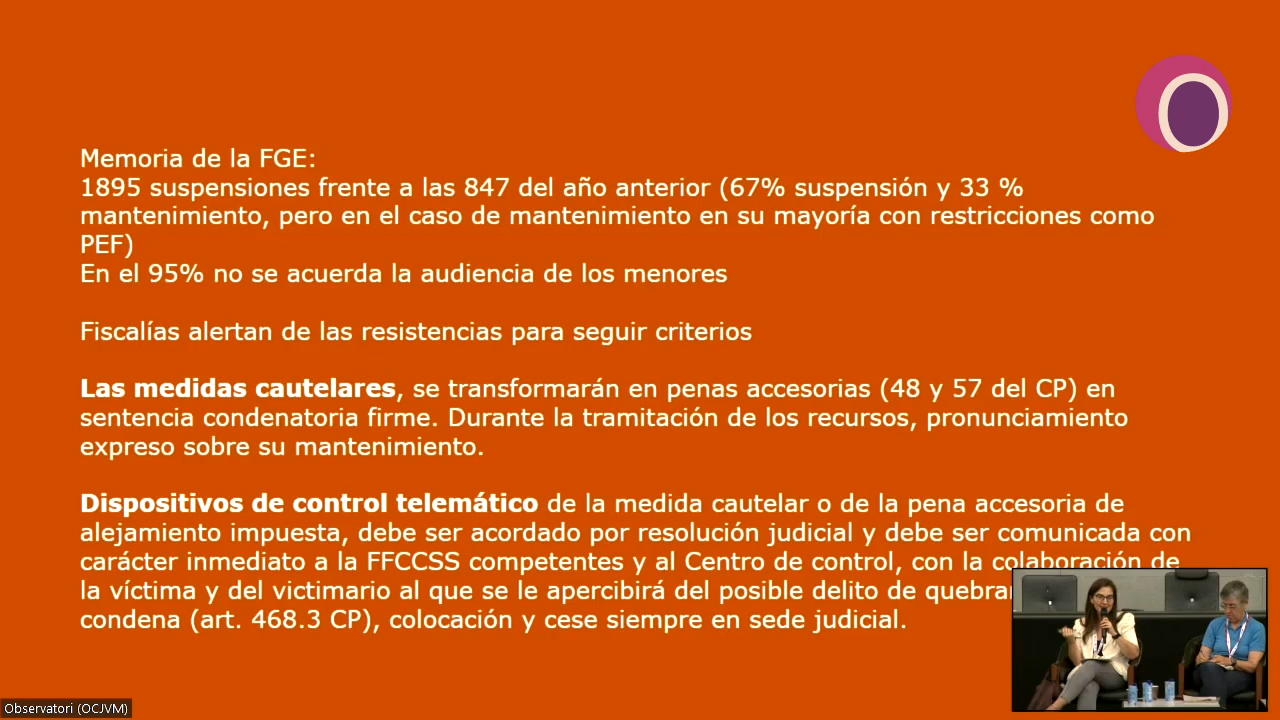 Memoria de la FGE:
1895 suspensiones frente a las 847 del año anterior (67% suspensión y 33 %
mantenimiento, pero en el caso de mantenimiento en su mayoría con restricciones como
PEF)
En el 95% no se acuerda la audiencia de los menores
Fiscalías alertan de las resistencias para seguir criterios
Las medidas cautelares, se transformarán en penas accesorias (48 y 57 del CP) en
sentencia condenatoria firme. Durante la tramitación de los recursos, pronunciamiento
expreso sobre su mantenimiento.
Dispositivos de control telemático de la medida cautelar o de la pena accesoria de
alejamiento impuesta, debe ser acordado por resolución judicial y debe ser comunicada con
carácter inmediato a la FFCCSS competentes y al Centro de control, con la colaboración de
la víctima y del victimario al que se le apercibirá del posible delito de
condena (art. 468.3 CP), colocación y cese siempre en sede judicial.
Observatori (OCJVM)